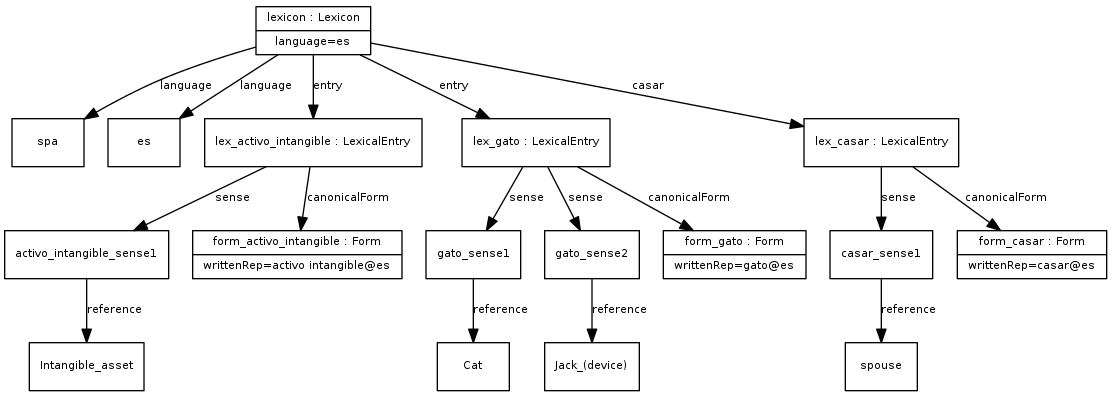 lexicon : Lexicon
language=es
language
language
entry
entry
casar
spa
es
lex_activo_intangible : LexicalEntry
lex_gato : LexicalEntry
lex_casar : LexicalEntry
sense
canonicalForm
sense
sense
canonicalForm
sense
canonicalForm
activo_intangible_sense1
form_activo_intangible : Form
writtenRep=activo intangible@es
gato_sense1
gato_sense2
form_gato : Form
writtenRep=gato@es
casar_sense1
form_casar : Form
writtenRep=casar@es
reference
reference
reference
reference
Intangible_asset
Cat
Jack_(device)
spouse